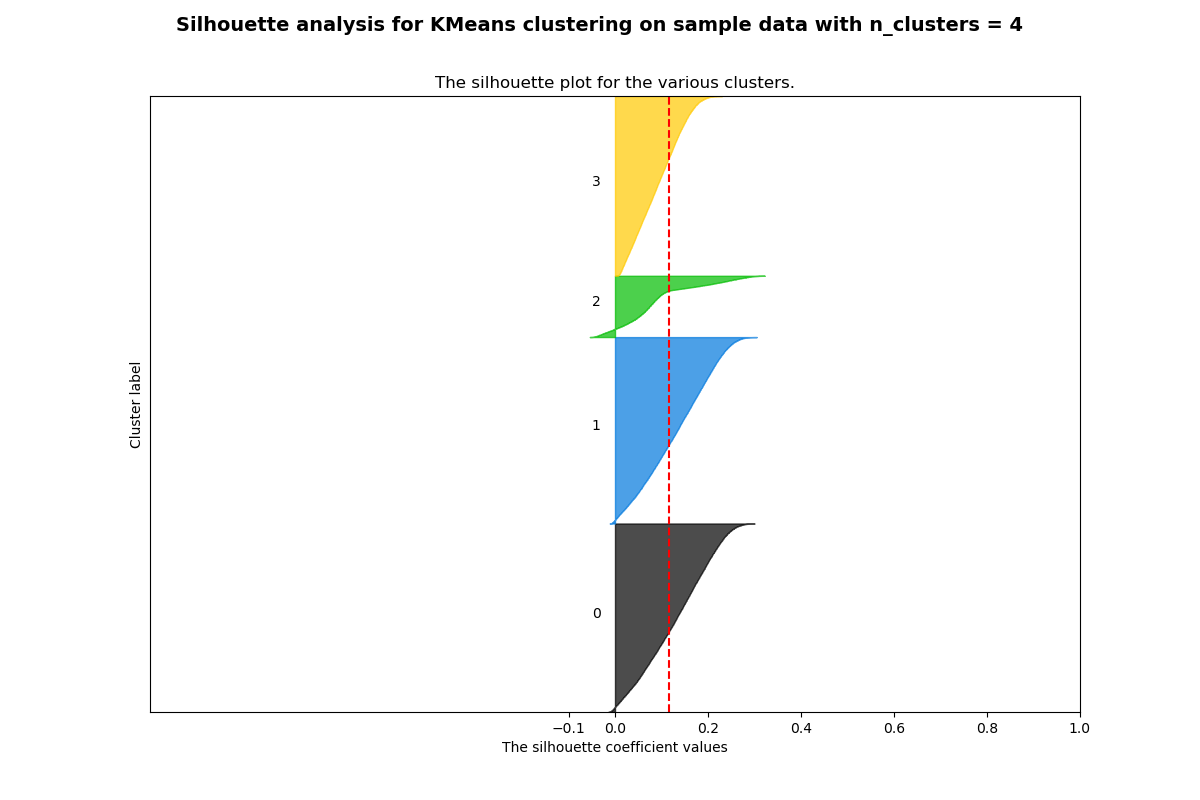 Silhouette analysis for KMeans clustering on sample data with n_clusters = 4
The silhouette plot for the various clusters.
3
2
1
0
Cluster label
−0.1 0.0 0.2 0.4 0.6 0.8 1.0
The silhouette coefficient values